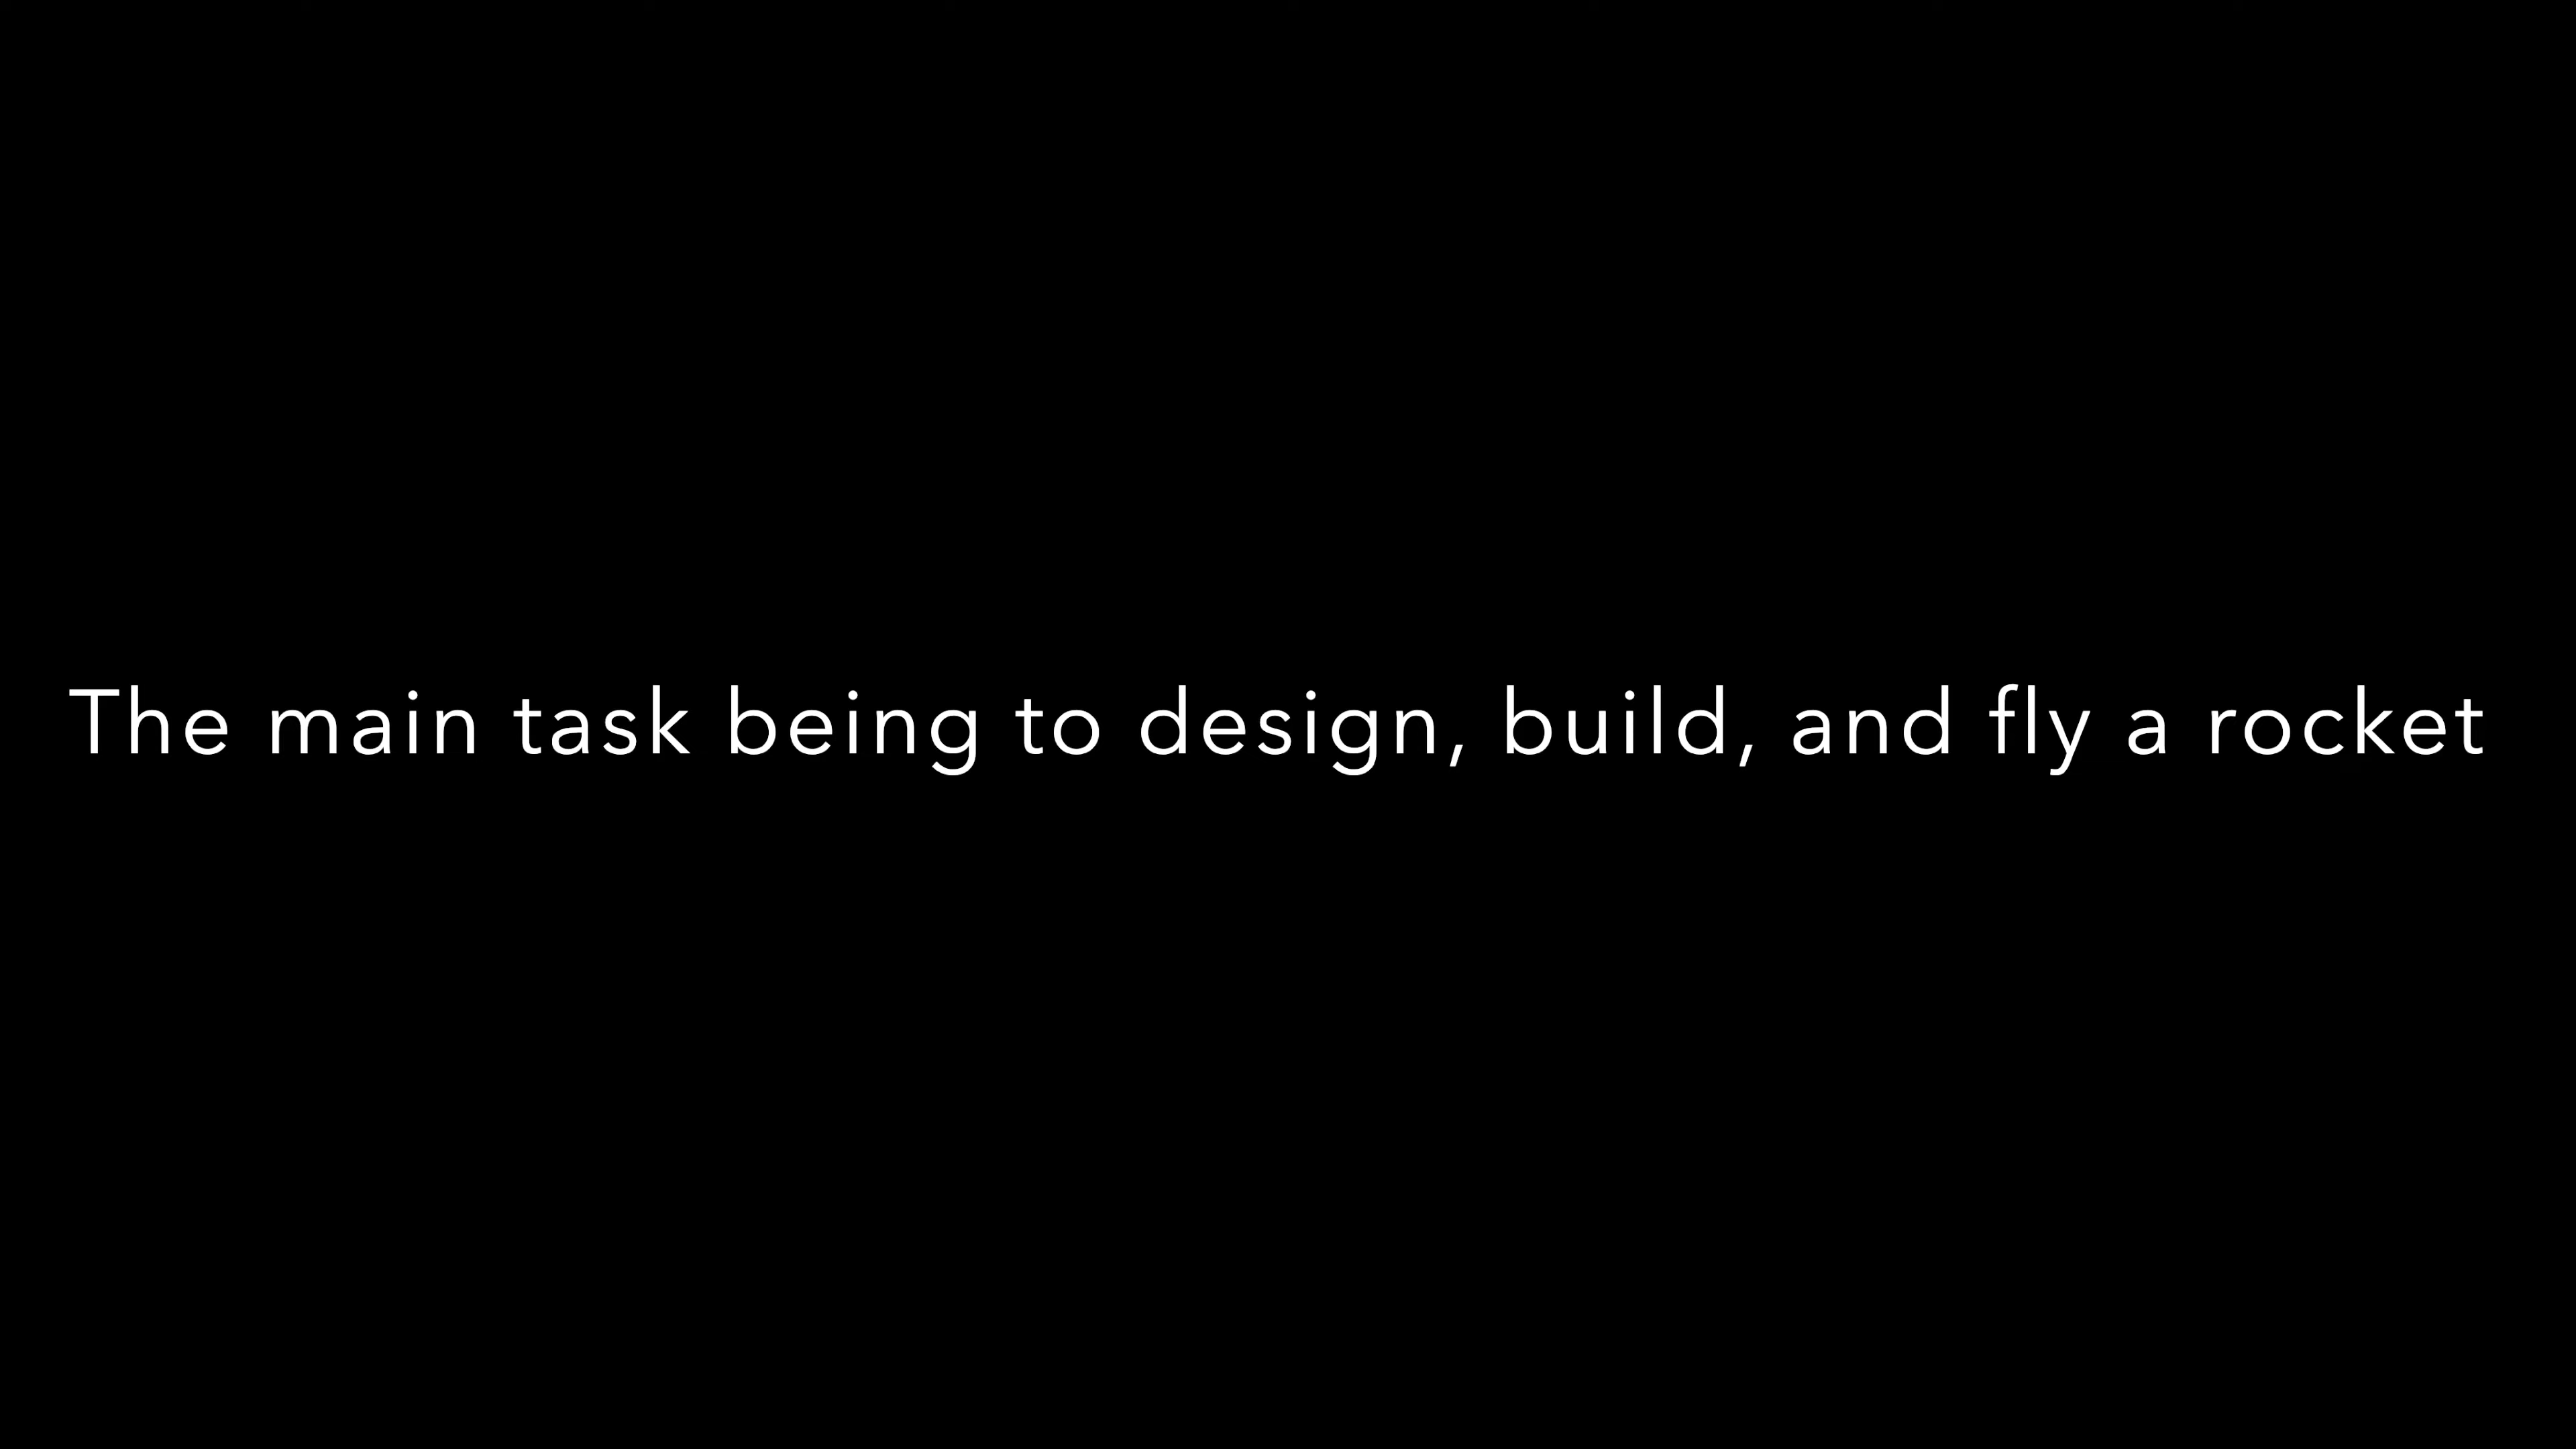 The main task being to design, build, and fly a rocket